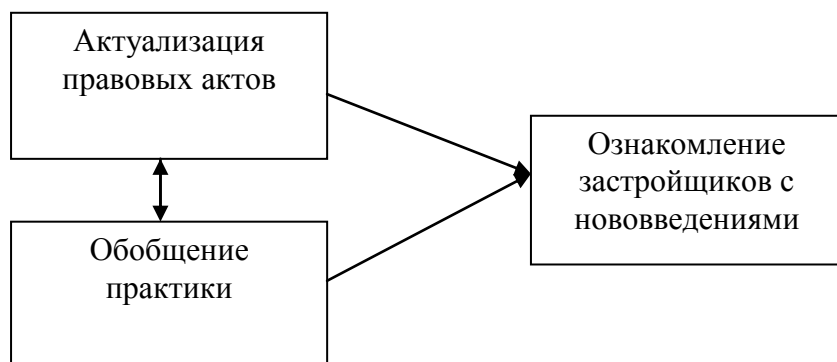 Актуализация
правовых актов
Обобщение
практики
Ознакомление
застройщиков с
нововведениями